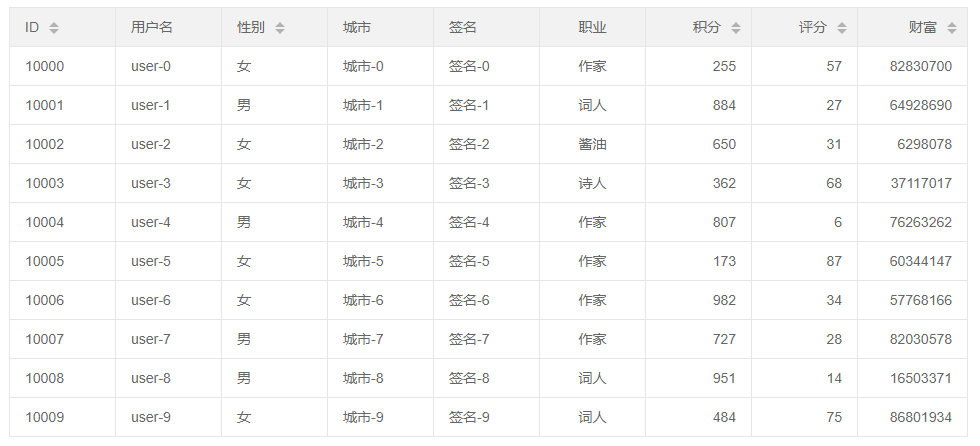 ID 用户名 性别 城市 签名 职业 积分 评分 财富
10000 user-0 女 城市-0 签名-0 作家 255 57 82830700
10001 user-1 男 城市-1 签名-1 词人 884 27 64928690
10002 user-2 女 城市-2 签名-2 酱油 650 31 6298078
10003 user-3 女 城市-3 签名-3 诗人 362 68 37117017
10004 user-4 男 城市-4 签名-4 作家 807 6 76263262
10005 user-5 女 城市-5 签名-5 作家 173 87 60344147
10006 user-6 女 城市-6 签名-6 作家 982 34 57768166
10007 user-7 男 城市-7 签名-7 作家 727 28 82030578
10008 user-8 男 城市-8 签名-8 词人 951 14 16503371
10009 user-9 女 城市-9 签名-9 词人 484 75 86801934